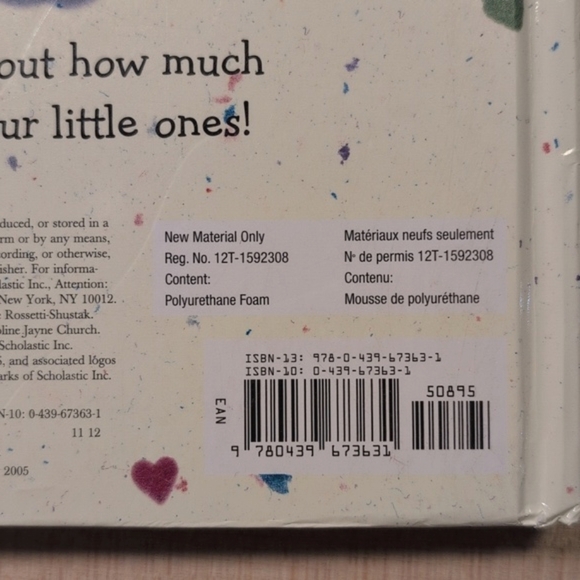 out how much
ur little ones!
duced, or stored in a
rm or by any means,
ording, or otherwise,
isher. For informa-
lastic Inc., Attention:
New York, NY 10012.
Rossetti-Shustak.
line Jayne Church.
Scholastic Inc.
, and associated logos
rks of Scholastic Inc.
N-10: 0-439-67363-1
11 12
2005
New Material Only
Reg. No. 12T-1592308
Content:
Polyurethane Foam
Matériaux neufs seulement
Nº de permis 12T-1592308
Contenu:
Mousse de polyuréthane
ISBN-13: 978-0-439-67363-1
ISBN-10: 0-439-67363-1
50895
EAN
9 780439 673631